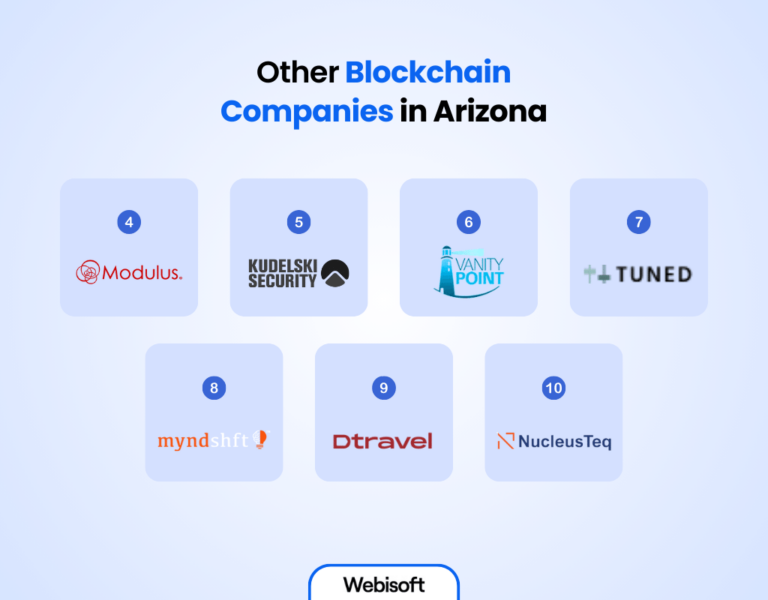 Other Blockchain
Companies in Arizona
4
5
6
7
Modulus.
KUDELSKI
SECURITY
VANITY
POINT
TUNED
8
9
10
myndshft
Dtravel
NucleusTeq
Webisoft